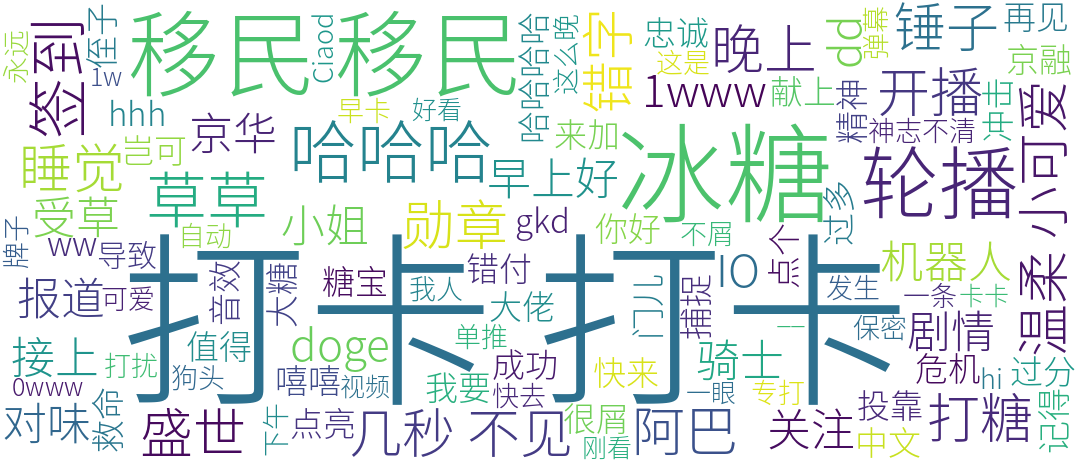 永远
签到
侄子
1w
hhh
移民移民
Ciaod
早卡
好看
哈哈哈哈哈
这么晚
错字
忠诚
这是
晚上
1www
献上
dd
弹幕
锤子
再见
京融
开播
精神
神志不清
冲击
小可爱
睡觉
岂可
京华
哈哈哈
早上好
来加
冰糖
轮播
受草
草草
小姐
勋章
gkd
你好
不屑
过多
点个
机器人
温柔
牌子
ww
导致
自动
音效
大糖
糖宝
我人
错付
大佬
门儿
捕捉
IO
发生
一条
卡卡
报道
可爱
打卡打卡
接上
打扰
值得
doge
单推
成功
快来
骑士
一一
保密
剧情
危机
hi
过分
0www
狗头
嘻嘻
视频
我要
快去
一眼
专打
投靠
打糖
记得
对味
救命
盛世
下午
点亮
几秒
不见
很屑
刚看
阿巴
关注
中文